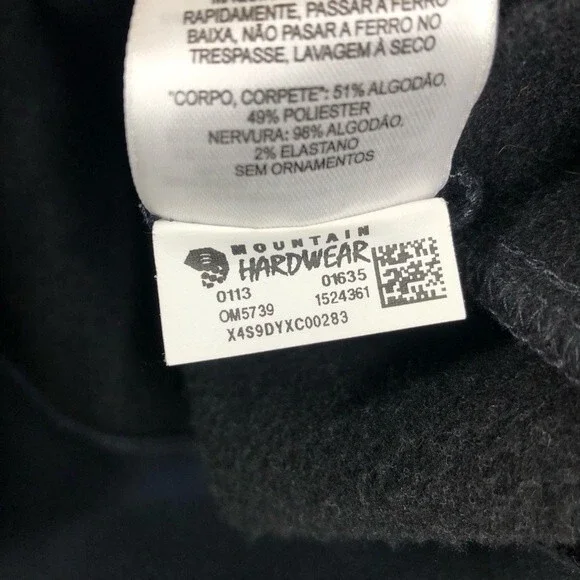 RAPIDAMENTE, PASSAR A FERRO
BAIXA, NÃO PASAR A FERRO NO
TRESPASSE, LAVAGEM À SECO
"CORPO, CORPETE": 51% ALGODÃO,
49% POLIESTER
NERVURA: 98% ALGODÃO,
2% ELASTANO
SEM ORNAMENTOS
MOUNTAIN
HARDWEAR
0113 01635
OM5739 1524361
X4S9DYXC00283